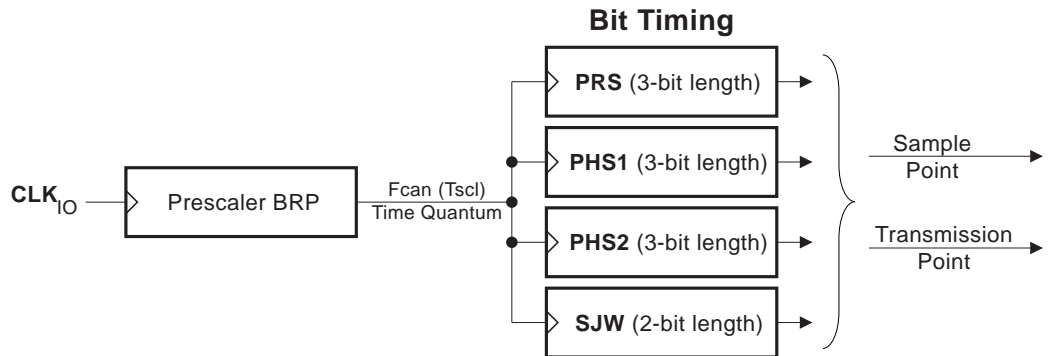 Bit Timing
PRS (3-bit length)
PHS1 (3-bit length)
PHS2 (3-bit length)
SJW (2-bit length)
CLKIO
Prescaler BRP
Fcan (Tscl)
Time Quantum
Sample
Point
Transmission
Point